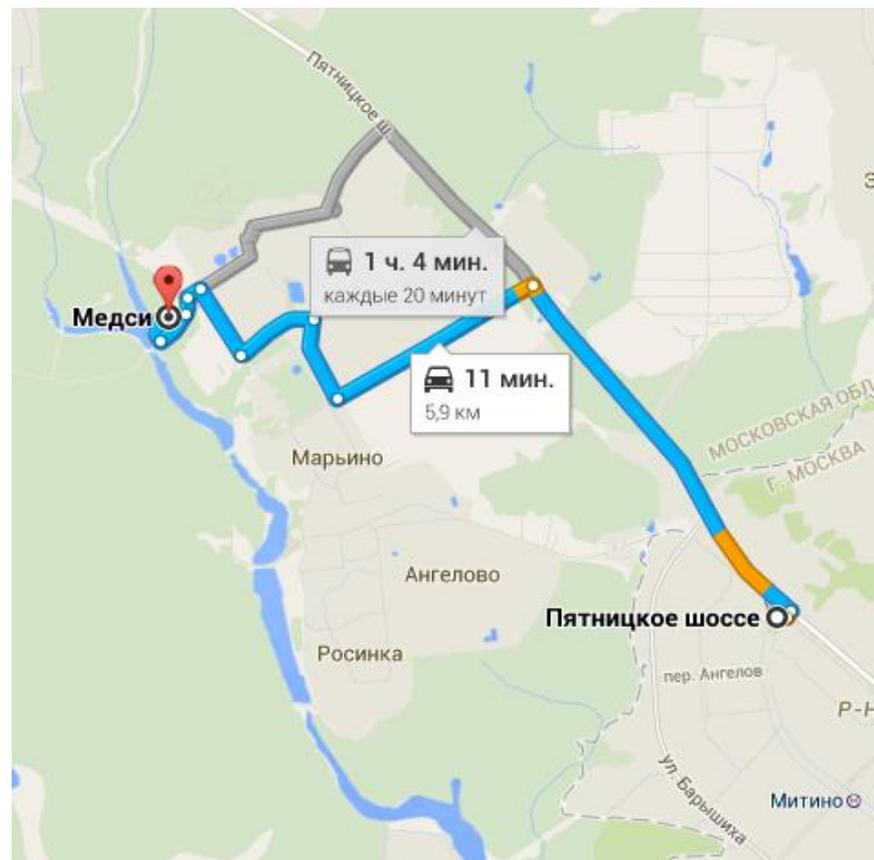 Пятницкое ш.
З
1 ч. 4 мин.
каждые 20 минут
Медси
11 мин.
5,9 км
МОСКОВСКАЯ ОБЛ
Г. МОСКВА
Марьино
Ангелово
Пятницкое шоссе
Росинка
пер. Ангелов
Р-Н
ул. Барышиха
Митино